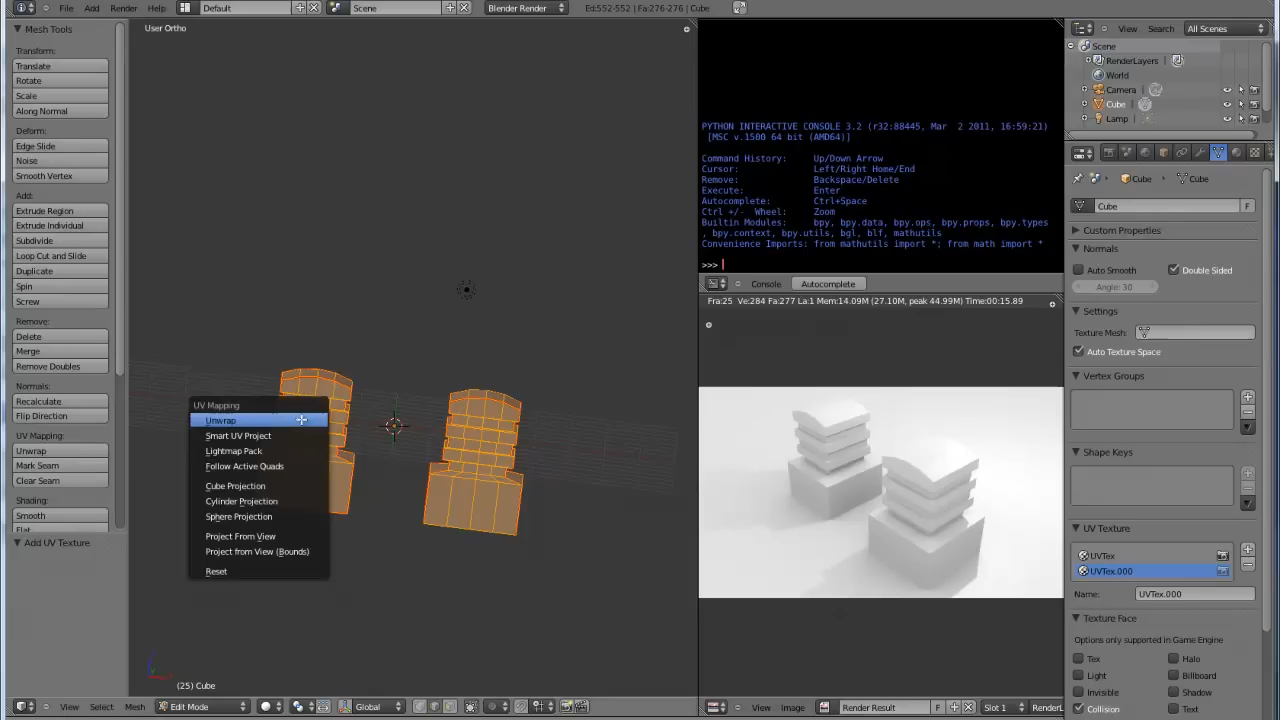 File Add Render Help
Default
Scene
Blender Render
Ed:552-552 | Fa:276-276 | Cube
Mesh Tools
Transform:
Translate
Rotate
Scale
Along Normal
Deform:
Edge Slide
Noise
Smooth Vertex
Add:
Extrude Region
Extrude Individual
Subdivide
Loop Cut and Slide
Duplicate
Spin
Screw
Remove:
Delete
Merge
Remove Doubles
Normals:
Recalculate
Flip Direction
UV Mapping:
Unwrap
Mark Seam
Clear Seam
Shading:
Smooth
Flat
Add UV Texture
User Ortho
UV Mapping
Unwrap
Smart UV Project
Lightmap Pack
Follow Active Quads
Cube Projection
Cylinder Projection
Sphere Projection
Project From View
Project from View (Bounds)
Reset
(25) Cube
View Select Mesh
Edit Mode
Global
PYTHON INTERACTIVE CONSOLE 3.2 (r32:88445, Mar 2 2011, 16:59:21)
[MSC v.1500 64 bit (AMD64)]
Command History: Up/Down Arrow
Cursor: Left/Right Home/End
Remove: Backspace/Delete
Execute: Enter
Autocomplete: Ctrl+Space
Ctrl +/- Wheel: Zoom
Builtin Modules: bpy, bpy.data, bpy.ops, bpy.props, bpy.types
, bpy.context, bpy.utils, bgl, blf, mathutils
Convenience Imports: from mathutils import *; from math import *
>>>
Console
Autocomplete
Fra:25 Ve:284 Fa:277 La:1 Mem:14.09M (27.10M, peak 44.99M) Time:00:15.89
View Image
Render Result
F
Slot 1
RenderL
View Search
All Scenes
Scene
RenderLayers
World
Camera
Cube
Lamp
Cube
Cube
Cube
F
Custom Properties
Normals
Auto Smooth
Double Sided
Angle: 30
Settings
Texture Mesh:
Auto Texture Space
Vertex Groups
Shape Keys
UV Texture
UVTex
UVTex.000
Name: UVTex.000
Texture Face
Options only supported in Game Engine
Tex
Halo
Light
Billboard
Invisible
Shadow
Collision
Text